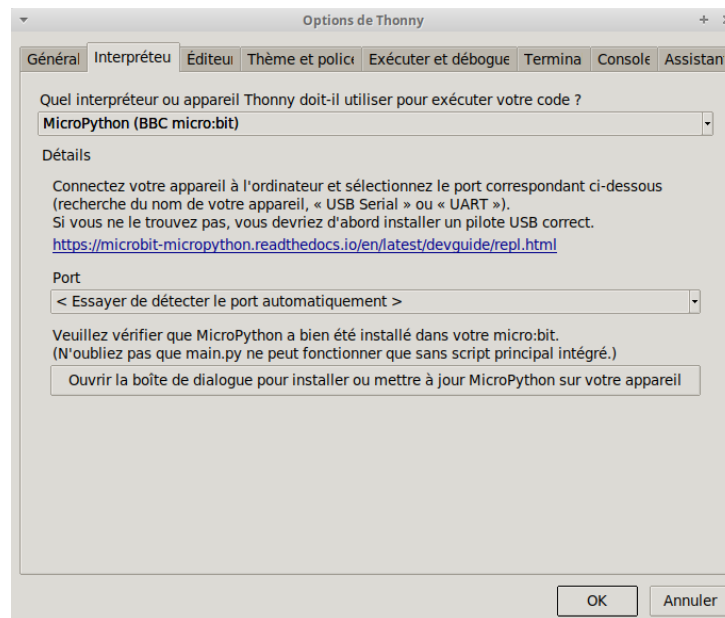 Options de Thonny
Général Interpréteu Éditeur Thème et police Exécuter et débogue Termina Console Assistan
Quel interpréteur ou appareil Thonny doit-il utiliser pour exécuter votre code ?
MicroPython (BBC micro:bit)
Détails
Connectez votre appareil à l'ordinateur et sélectionnez le port correspondant ci-dessous
(recherche du nom de votre appareil, « USB Serial » ou « UART »).
Si vous ne le trouvez pas, vous devriez d'abord installer un pilote USB correct.
https://microbit-micropython.readthedocs.io/en/latest/devguide/repl.html
Port
< Essayer de détecter le port automatiquement >
Veuillez vérifier que MicroPython a bien été installé dans votre micro:bit.
(N'oubliez pas que main.py ne peut fonctionner que sans script principal intégré.)
Ouvrir la boîte de dialogue pour installer ou mettre à jour MicroPython sur votre appareil
OK Annuler